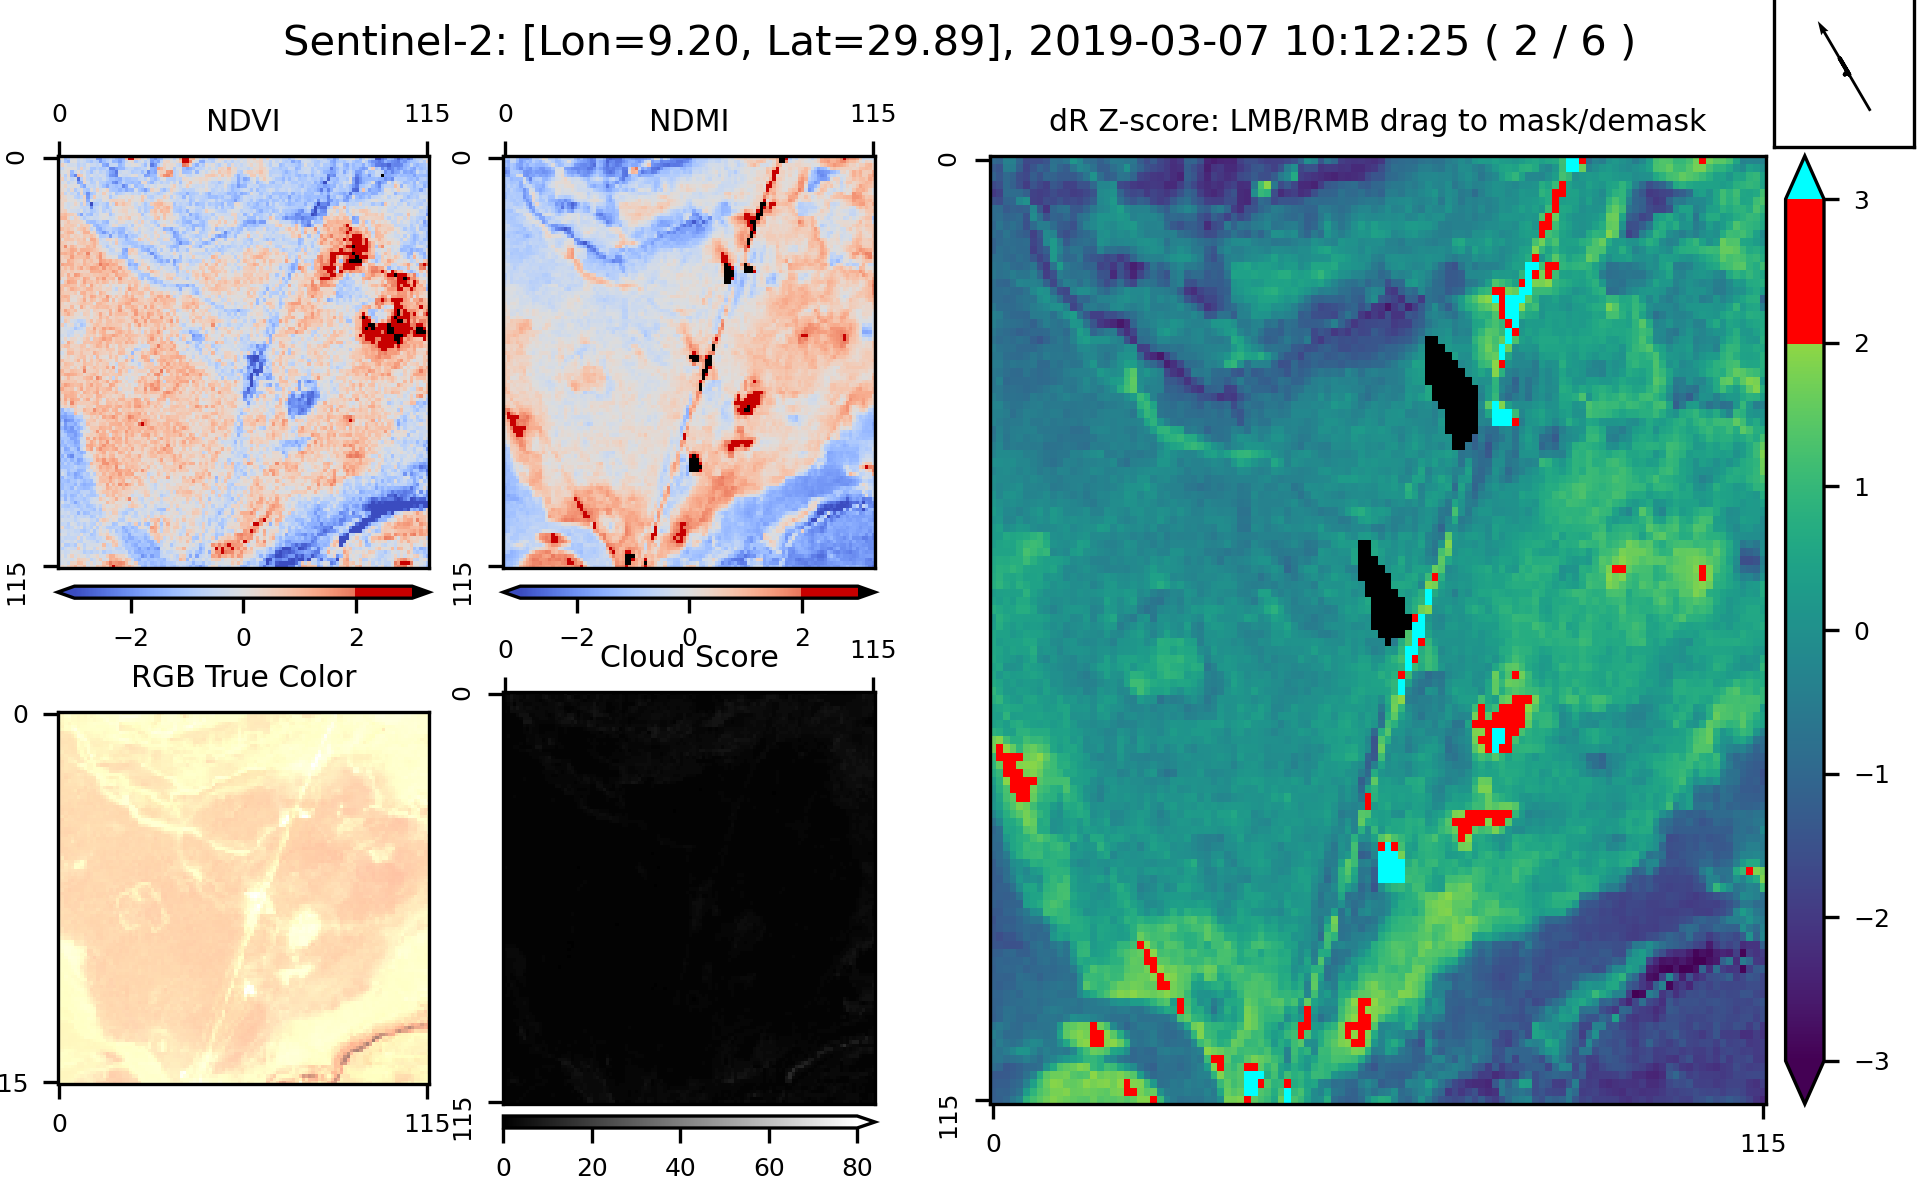 Sentinel-2: [Lon=9.20, Lat=29.89], 2019-03-07 10:12:25 ( 2 / 6 )
0 NDVI 115
0
115
−2 0 2
0 NDMI 115
0
115
−2 0 2
dR Z-score: LMB/RMB drag to mask/demask
0
115
0 115
3
2
1
0
−1
−2
−3
RGB True Color
0
15
0 115
0 Cloud Score 115
0
115
0 20 40 60 80